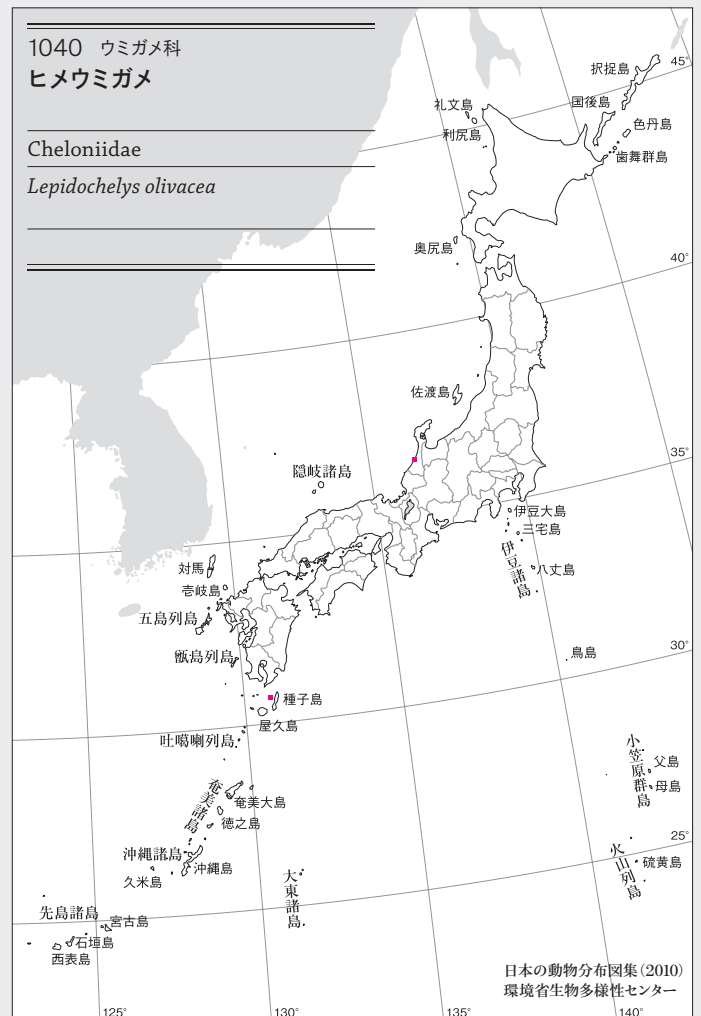 1040 ウミガメ科
ヒメウミガメ
Cheloniidae
Lepidochelys olivacea
択捉島
45°
礼文島
国後島
利尻島
色丹島
歯舞群島
奥尻島
40°
佐渡島
35°
隠岐諸島
伊豆大島
三宅島
伊豆諸島
八丈島
対馬
壱岐島
五島列島
甑島列島
鳥島
30°
種子島
屋久島
吐噶喇列島
小笠原群島
父島
母島
奄美諸島
奄美大島
徳之島
25°
沖縄諸島
沖縄島
久米島
火山列島
硫黄島
大東諸島
先島諸島
宮古島
石垣島
西表島
日本の動物分布図集(2010)
環境省生物多様性センター
125°
130°
135°
140°